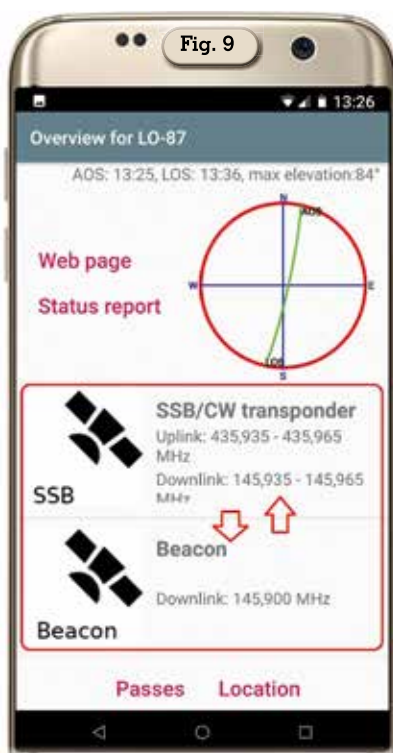 Fig. 9
13:26
Overview for LO-87
AOS: 13:25, LOS: 13:36, max elevation:84°
N
AOS
Web page
W
E
Status report
LOS
S
SSB/CW transponder
Uplink: 435,935 - 435,965
MHz
Downlink: 145,935 - 145,965
MHz
SSB
Beacon
Downlink: 145,900 MHz
Beacon
Passes Location